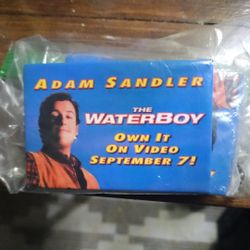 ADAM SANDLER
THE
WATERBOY
OWN IT
ON VIDEO
SEPTEMBER 7!